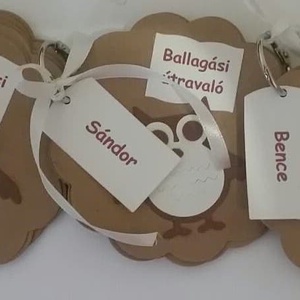 Ballagási
útravaló
Sándor
Bence